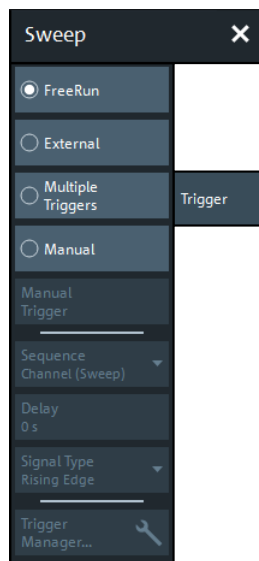 Sweep
FreeRun
External
Multiple
Triggers
Trigger
Manual
Manual
Trigger
Sequence
Channel (Sweep)
Delay
0 s
Signal Type
Rising Edge
Trigger
Manager...